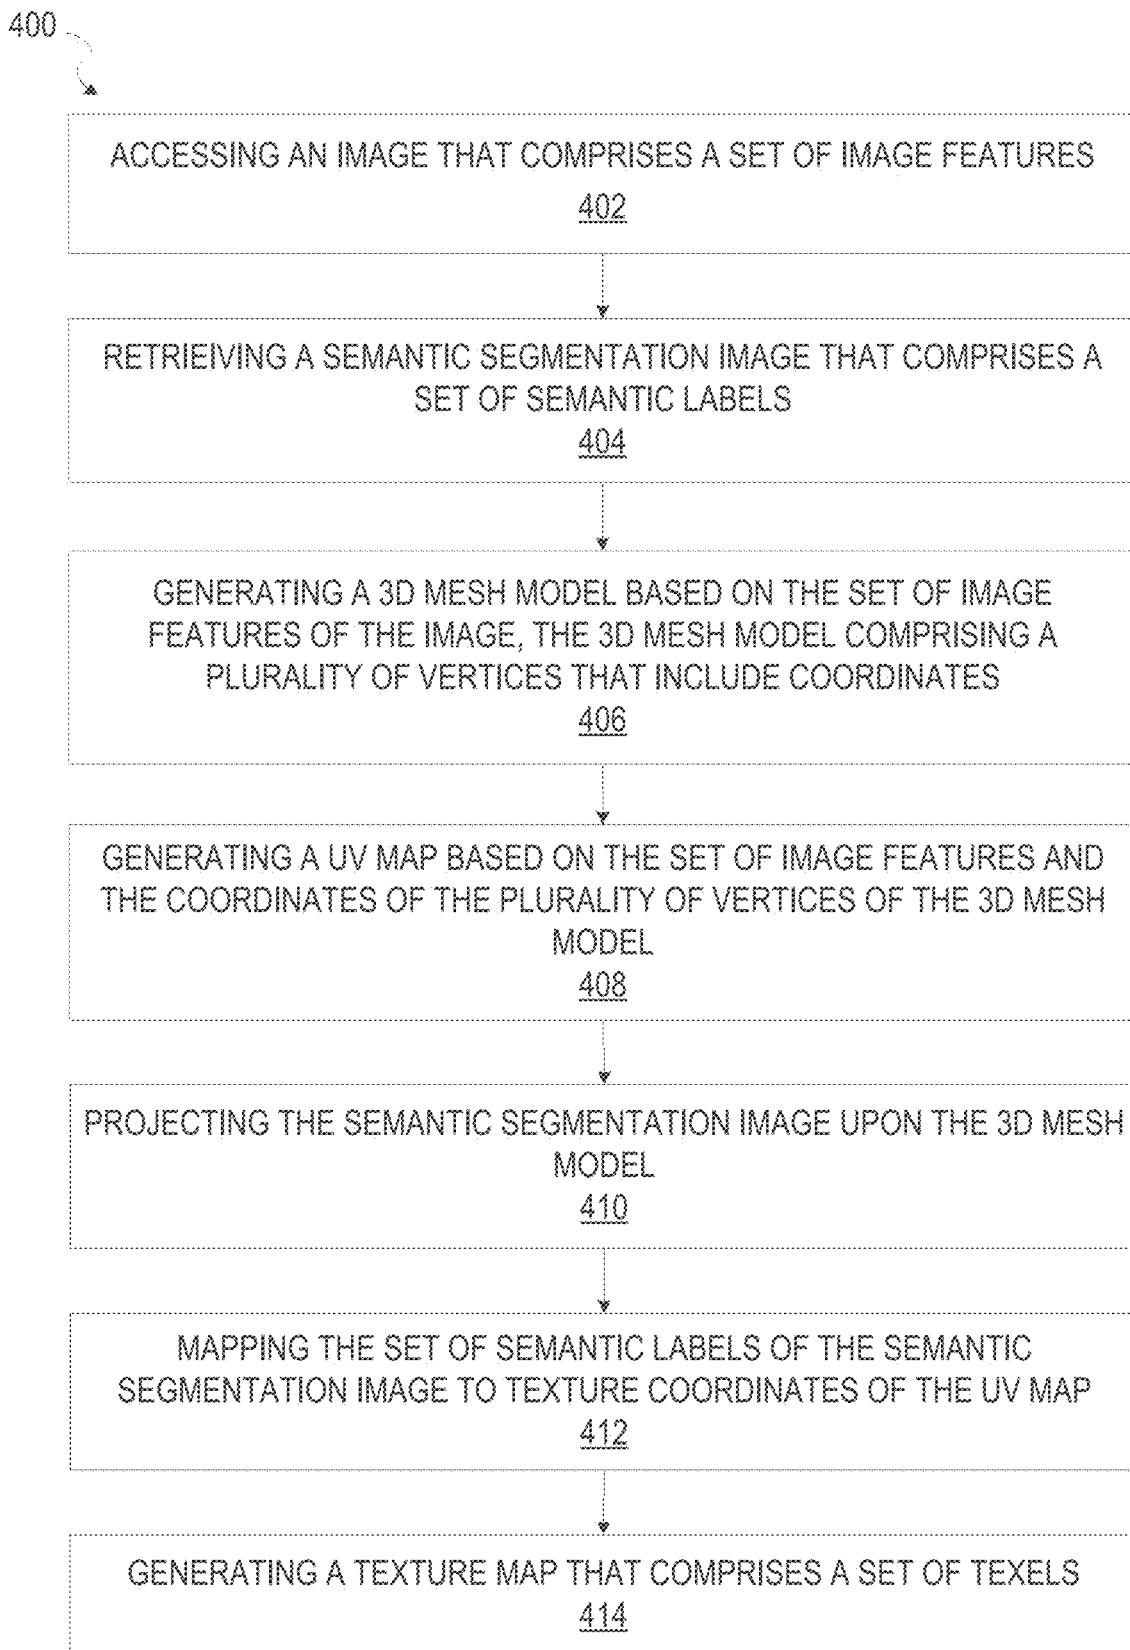 400
ACCESSING AN IMAGE THAT COMPRISES A SET OF IMAGE FEATURES
402
RETRIEIVING A SEMANTIC SEGMENTATION IMAGE THAT COMPRISES A
SET OF SEMANTIC LABELS
404
GENERATING A 3D MESH MODEL BASED ON THE SET OF IMAGE
FEATURES OF THE IMAGE, THE 3D MESH MODEL COMPRISING A
PLURALITY OF VERTICES THAT INCLUDE COORDINATES
406
GENERATING A UV MAP BASED ON THE SET OF IMAGE FEATURES AND
THE COORDINATES OF THE PLURALITY OF VERTICES OF THE 3D MESH
MODEL
408
PROJECTING THE SEMANTIC SEGMENTATION IMAGE UPON THE 3D MESH
MODEL
410
MAPPING THE SET OF SEMANTIC LABELS OF THE SEMANTIC
SEGMENTATION IMAGE TO TEXTURE COORDINATES OF THE UV MAP
412
GENERATING A TEXTURE MAP THAT COMPRISES A SET OF TEXELS
414